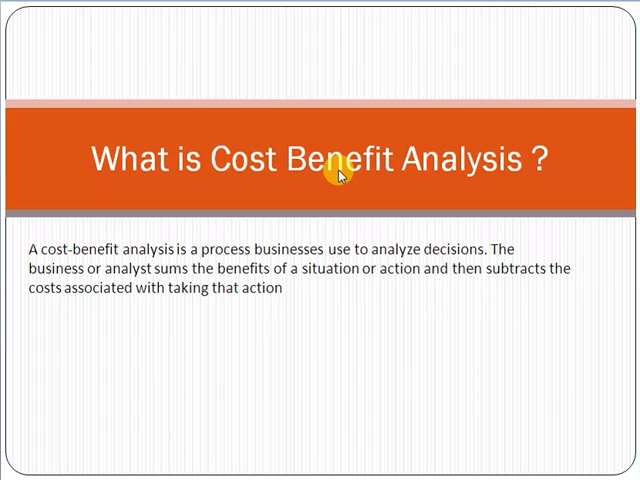 What is Cost Benefit Analysis ?
A cost-benefit analysis is a process businesses use to analyze decisions. The
business or analyst sums the benefits of a situation or action and then subtracts the
costs associated with taking that action